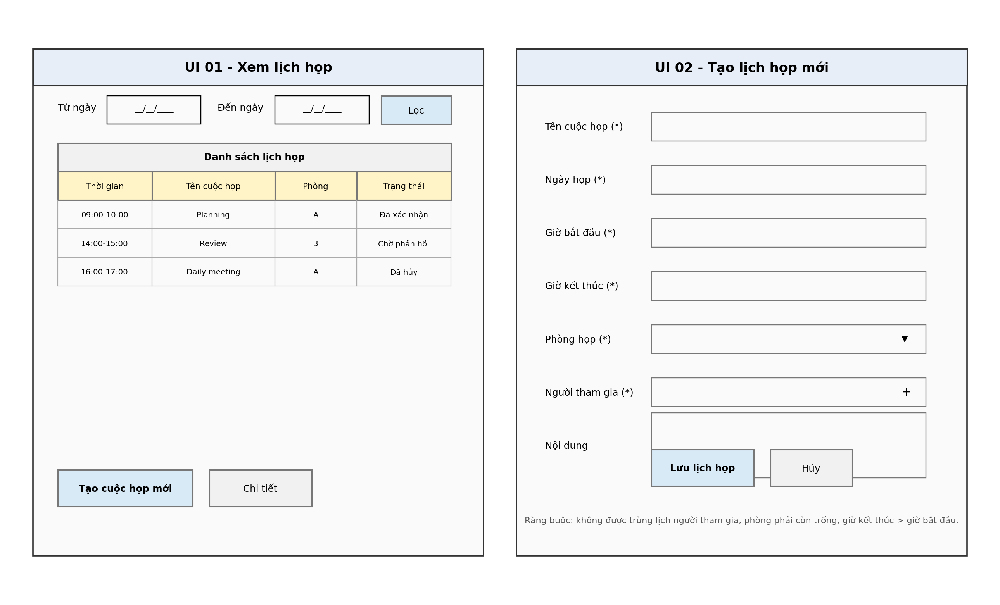 UI 01 - Xem lịch họp
Từ ngày __/__/____ Đến ngày __/__/____ Lọc
Danh sách lịch họp
Thời gian Tên cuộc họp Phòng Trạng thái
09:00-10:00 Planning A Đã xác nhận
14:00-15:00 Review B Chờ phản hồi
16:00-17:00 Daily meeting A Đã hủy
Tạo cuộc họp mới Chi tiết
UI 02 - Tạo lịch họp mới
Tên cuộc họp (*)
Ngày họp (*)
Giờ bắt đầu (*)
Giờ kết thúc (*)
Phòng họp (*) ▼
Người tham gia (*) +
Nội dung
Lưu lịch họp Hủy
Ràng buộc: không được trùng lịch người tham gia, phòng phải còn trống, giờ kết thúc > giờ bắt đầu.